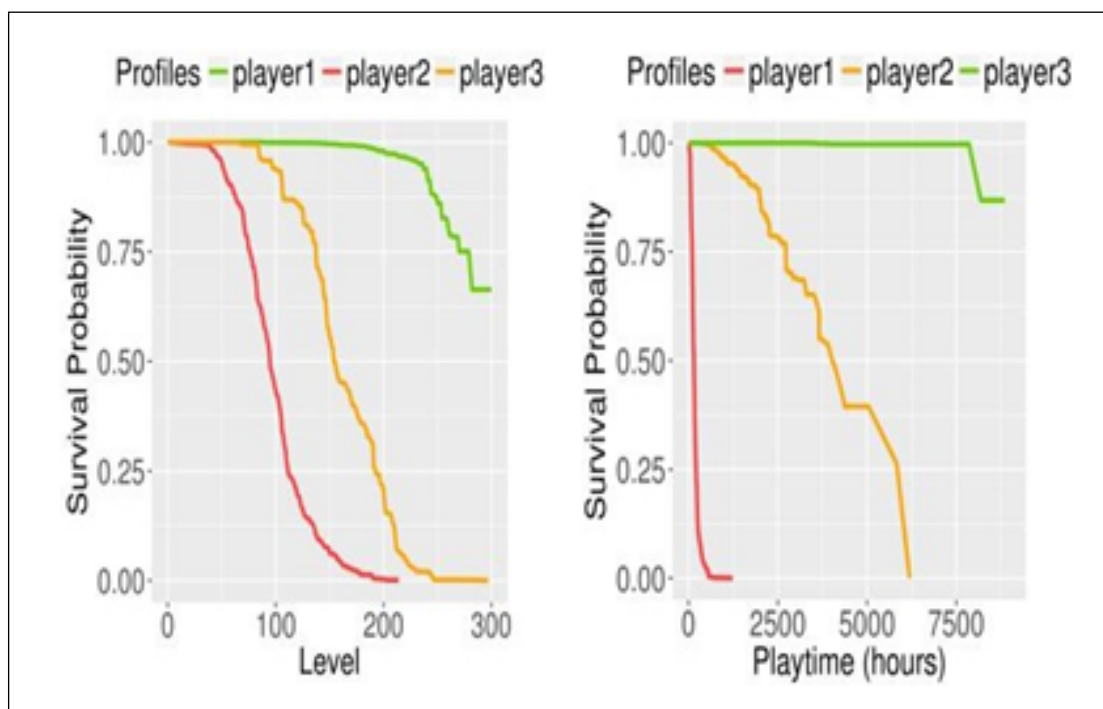 Profiles player1 player2 player3
1.00
0.75
0.50
0.25
0.00
Survival Probability
0 100 200 300
Level
Profiles player1 player2 player3
1.00
0.75
0.50
0.25
0.00
Survival Probability
0 2500 5000 7500
Playtime (hours)